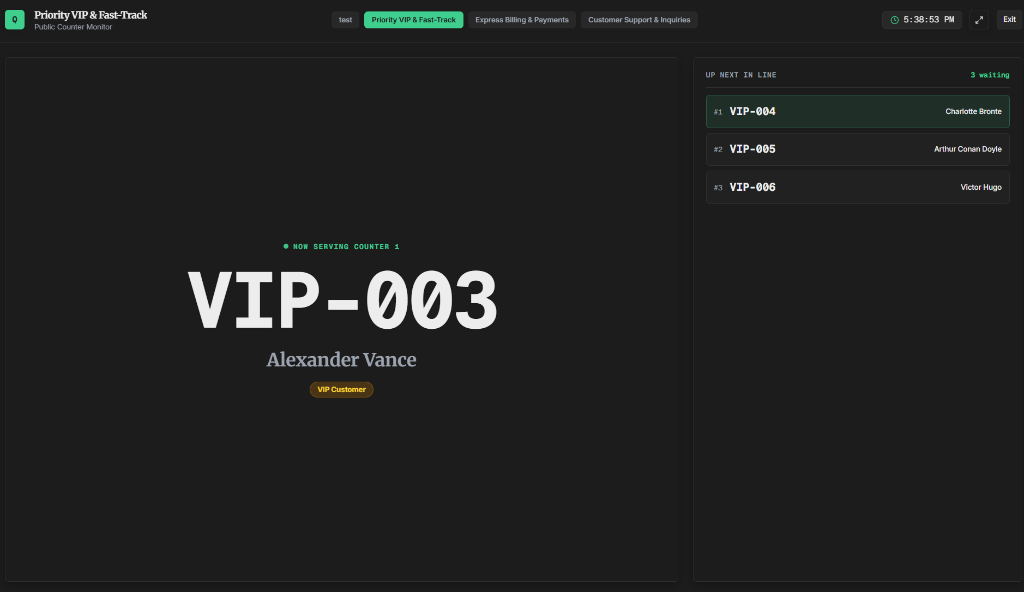 Q
Priority VIP & Fast-Track
Public Counter Monitor
test
Priority VIP & Fast-Track
Express Billing & Payments
Customer Support & Inquiries
5:38:53 PM
Exit
NOW SERVING COUNTER 1
VIP-003
Alexander Vance
VIP Customer
UP NEXT IN LINE
3 waiting
#1 VIP-004 Charlotte Bronte
#2 VIP-005 Arthur Conan Doyle
#3 VIP-006 Victor Hugo